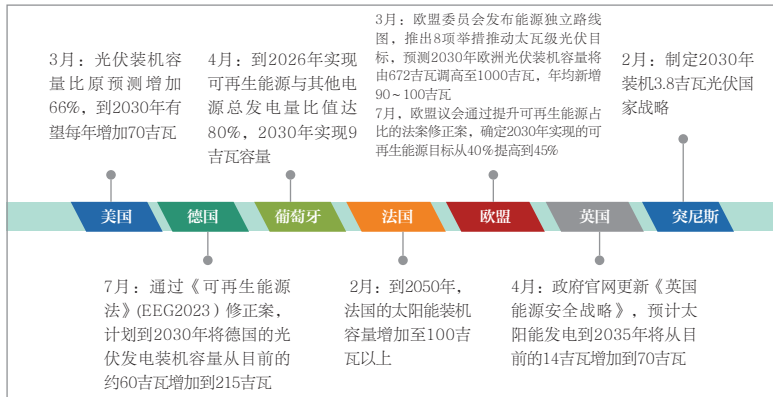 3月：光伏装机容
量比原预测增加
66%，到2030年有
望每年增加70吉瓦
4月：到2026年实现
可再生能源与其他电
源总发电量比值达
80%，2030年实现9
吉瓦容量
3月：欧盟委员会发布能源独立路线
图，推出8项举措推动太瓦级光伏目
标，预测2030年欧洲光伏装机容量将
由672吉瓦调高至1000吉瓦，年均新增
90～100吉瓦
7月，欧盟议会通过提升可再生能源占
比的法案修正案，确定2030年实现的可
再生能源目标从40%提高到45%
2月：制定2030年
装机3.8吉瓦光伏国
家战略
美国 德国 葡萄牙 法国 欧盟 英国 突尼斯
7月：通过《可再生能源
法》(EEG2023）修正案，
计划到2030年将德国的光
伏发电装机容量从目前的
约60吉瓦增加到215吉瓦
2月：到2050年，
法国的太阳能装机
容量增加至100吉
瓦以上
4月：政府官网更新《英国
能源安全战略》，预计太
阳能发电到2035年将从目
前的14吉瓦增加到70吉瓦